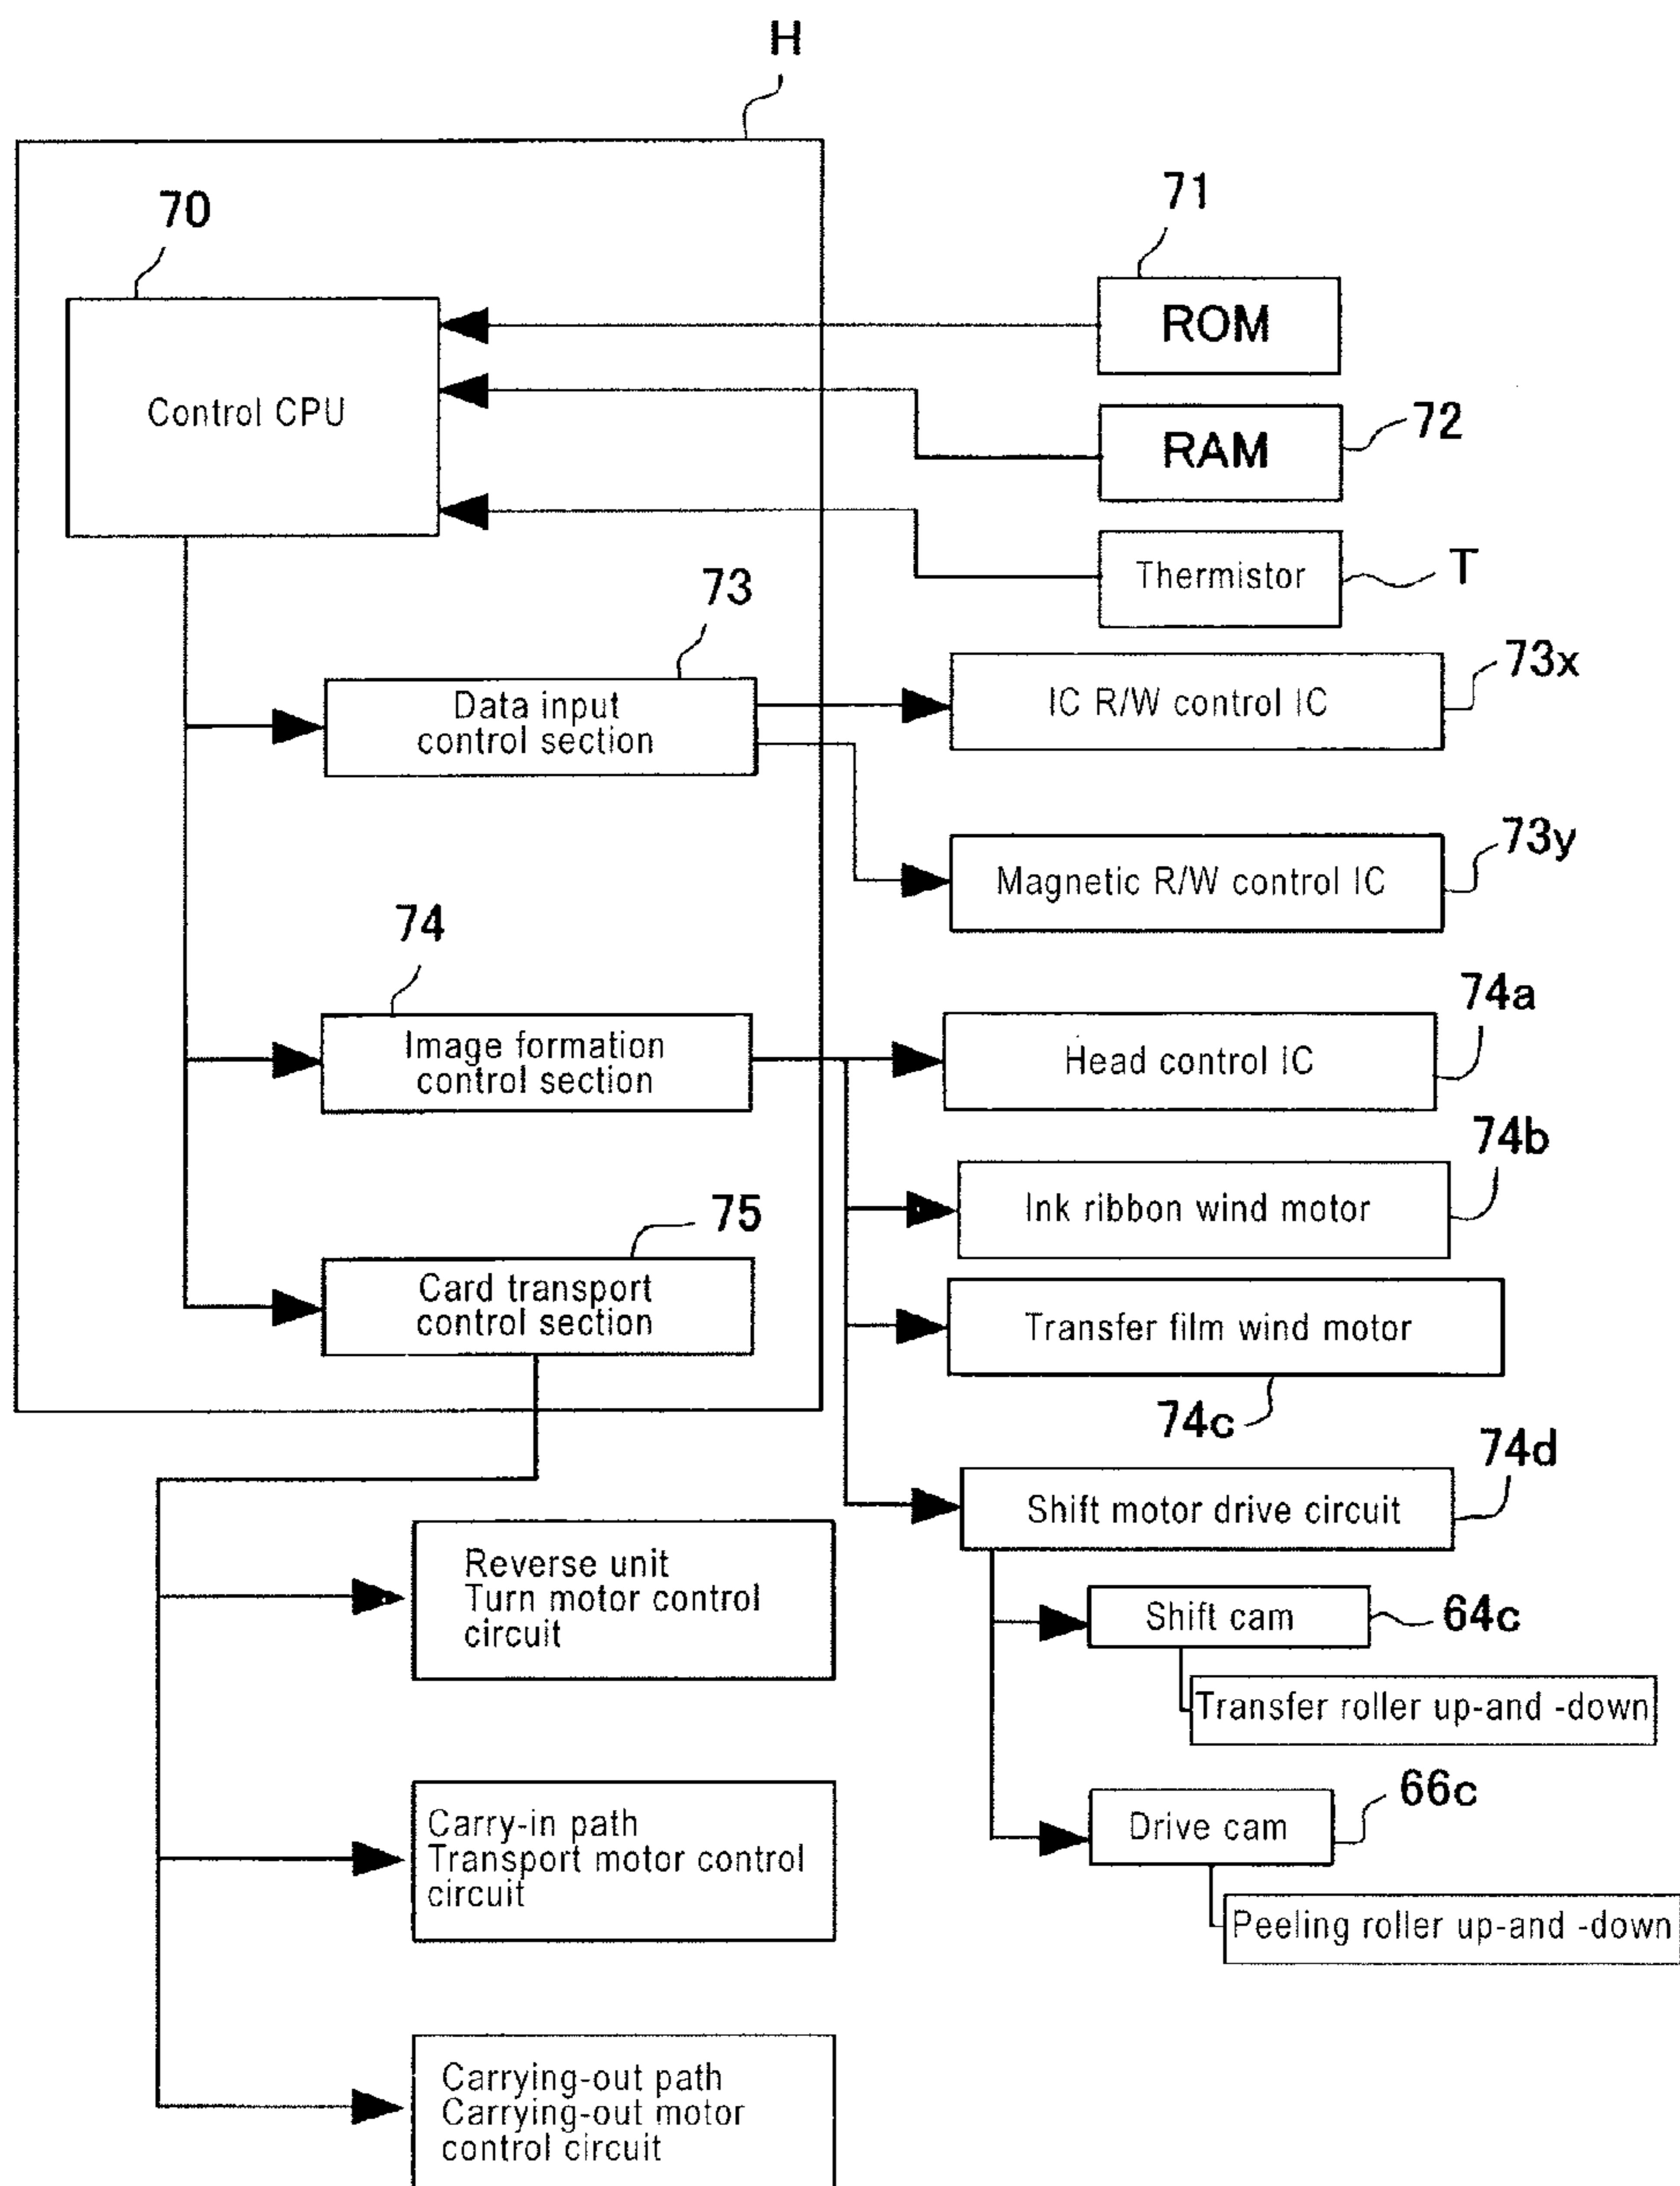 H
70
71
ROM
Control CPU
72
RAM
Thermistor
T
73
73x
Data input
control section
IC R/W control IC
73y
Magnetic R/W control IC
74
74a
Image formation
control section
Head control IC
74b
Ink ribbon wind motor
75
Card transport
control section
Transfer film wind motor
74c
74d
Shift motor drive circuit
Reverse unit
Turn motor control
circuit
Shift cam
64c
Transfer roller up-and -down
66c
Drive cam
Carry-in path
Transport motor control
circuit
Peeling roller up-and -down
Carrying-out path
Carrying-out motor
control circuit